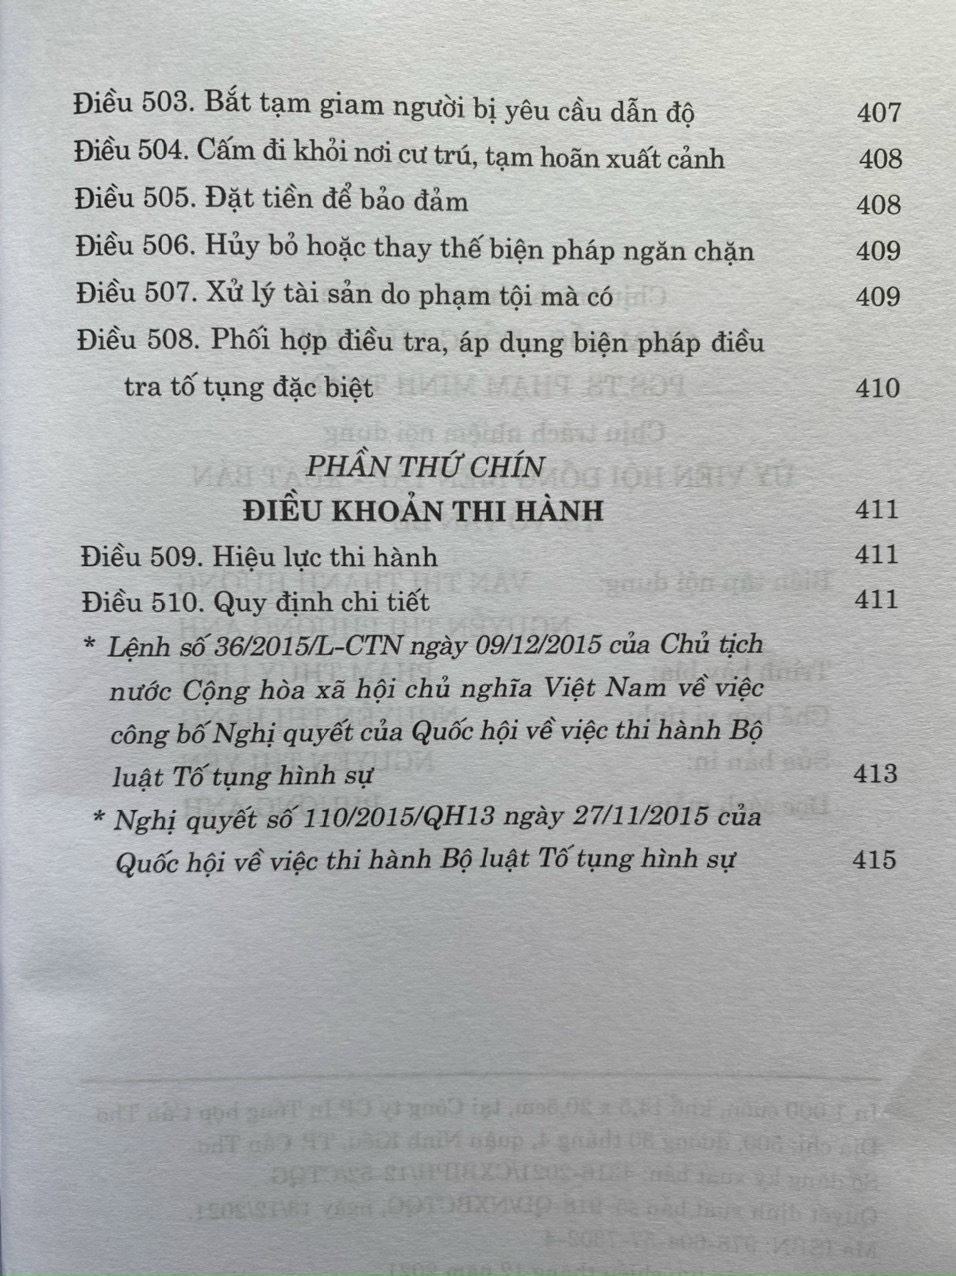 Điều 503. Bắt tạm giam người bị yêu cầu dẫn độ 407
Điều 504. Cấm đi khỏi nơi cư trú, tạm hoãn xuất cảnh 408
Điều 505. Đặt tiền để bảo đảm 408
Điều 506. Hủy bỏ hoặc thay thế biện pháp ngăn chặn 409
Điều 507. Xử lý tài sản do phạm tội mà có 409
Điều 508. Phối hợp điều tra, áp dụng biện pháp điều
tra tố tụng đặc biệt 410
PHẦN THỨ CHÍN
ĐIỀU KHOẢN THI HÀNH 411
Điều 509. Hiệu lực thi hành 411
Điều 510. Quy định chi tiết 411
* Lệnh số 36/2015/L-CTN ngày 09/12/2015 của Chủ tịch
nước Cộng hòa xã hội chủ nghĩa Việt Nam về việc
công bố Nghị quyết của Quốc hội về việc thi hành Bộ
luật Tố tụng hình sự 413
* Nghị quyết số 110/2015/QH13 ngày 27/11/2015 của
Quốc hội về việc thi hành Bộ luật Tố tụng hình sự 415